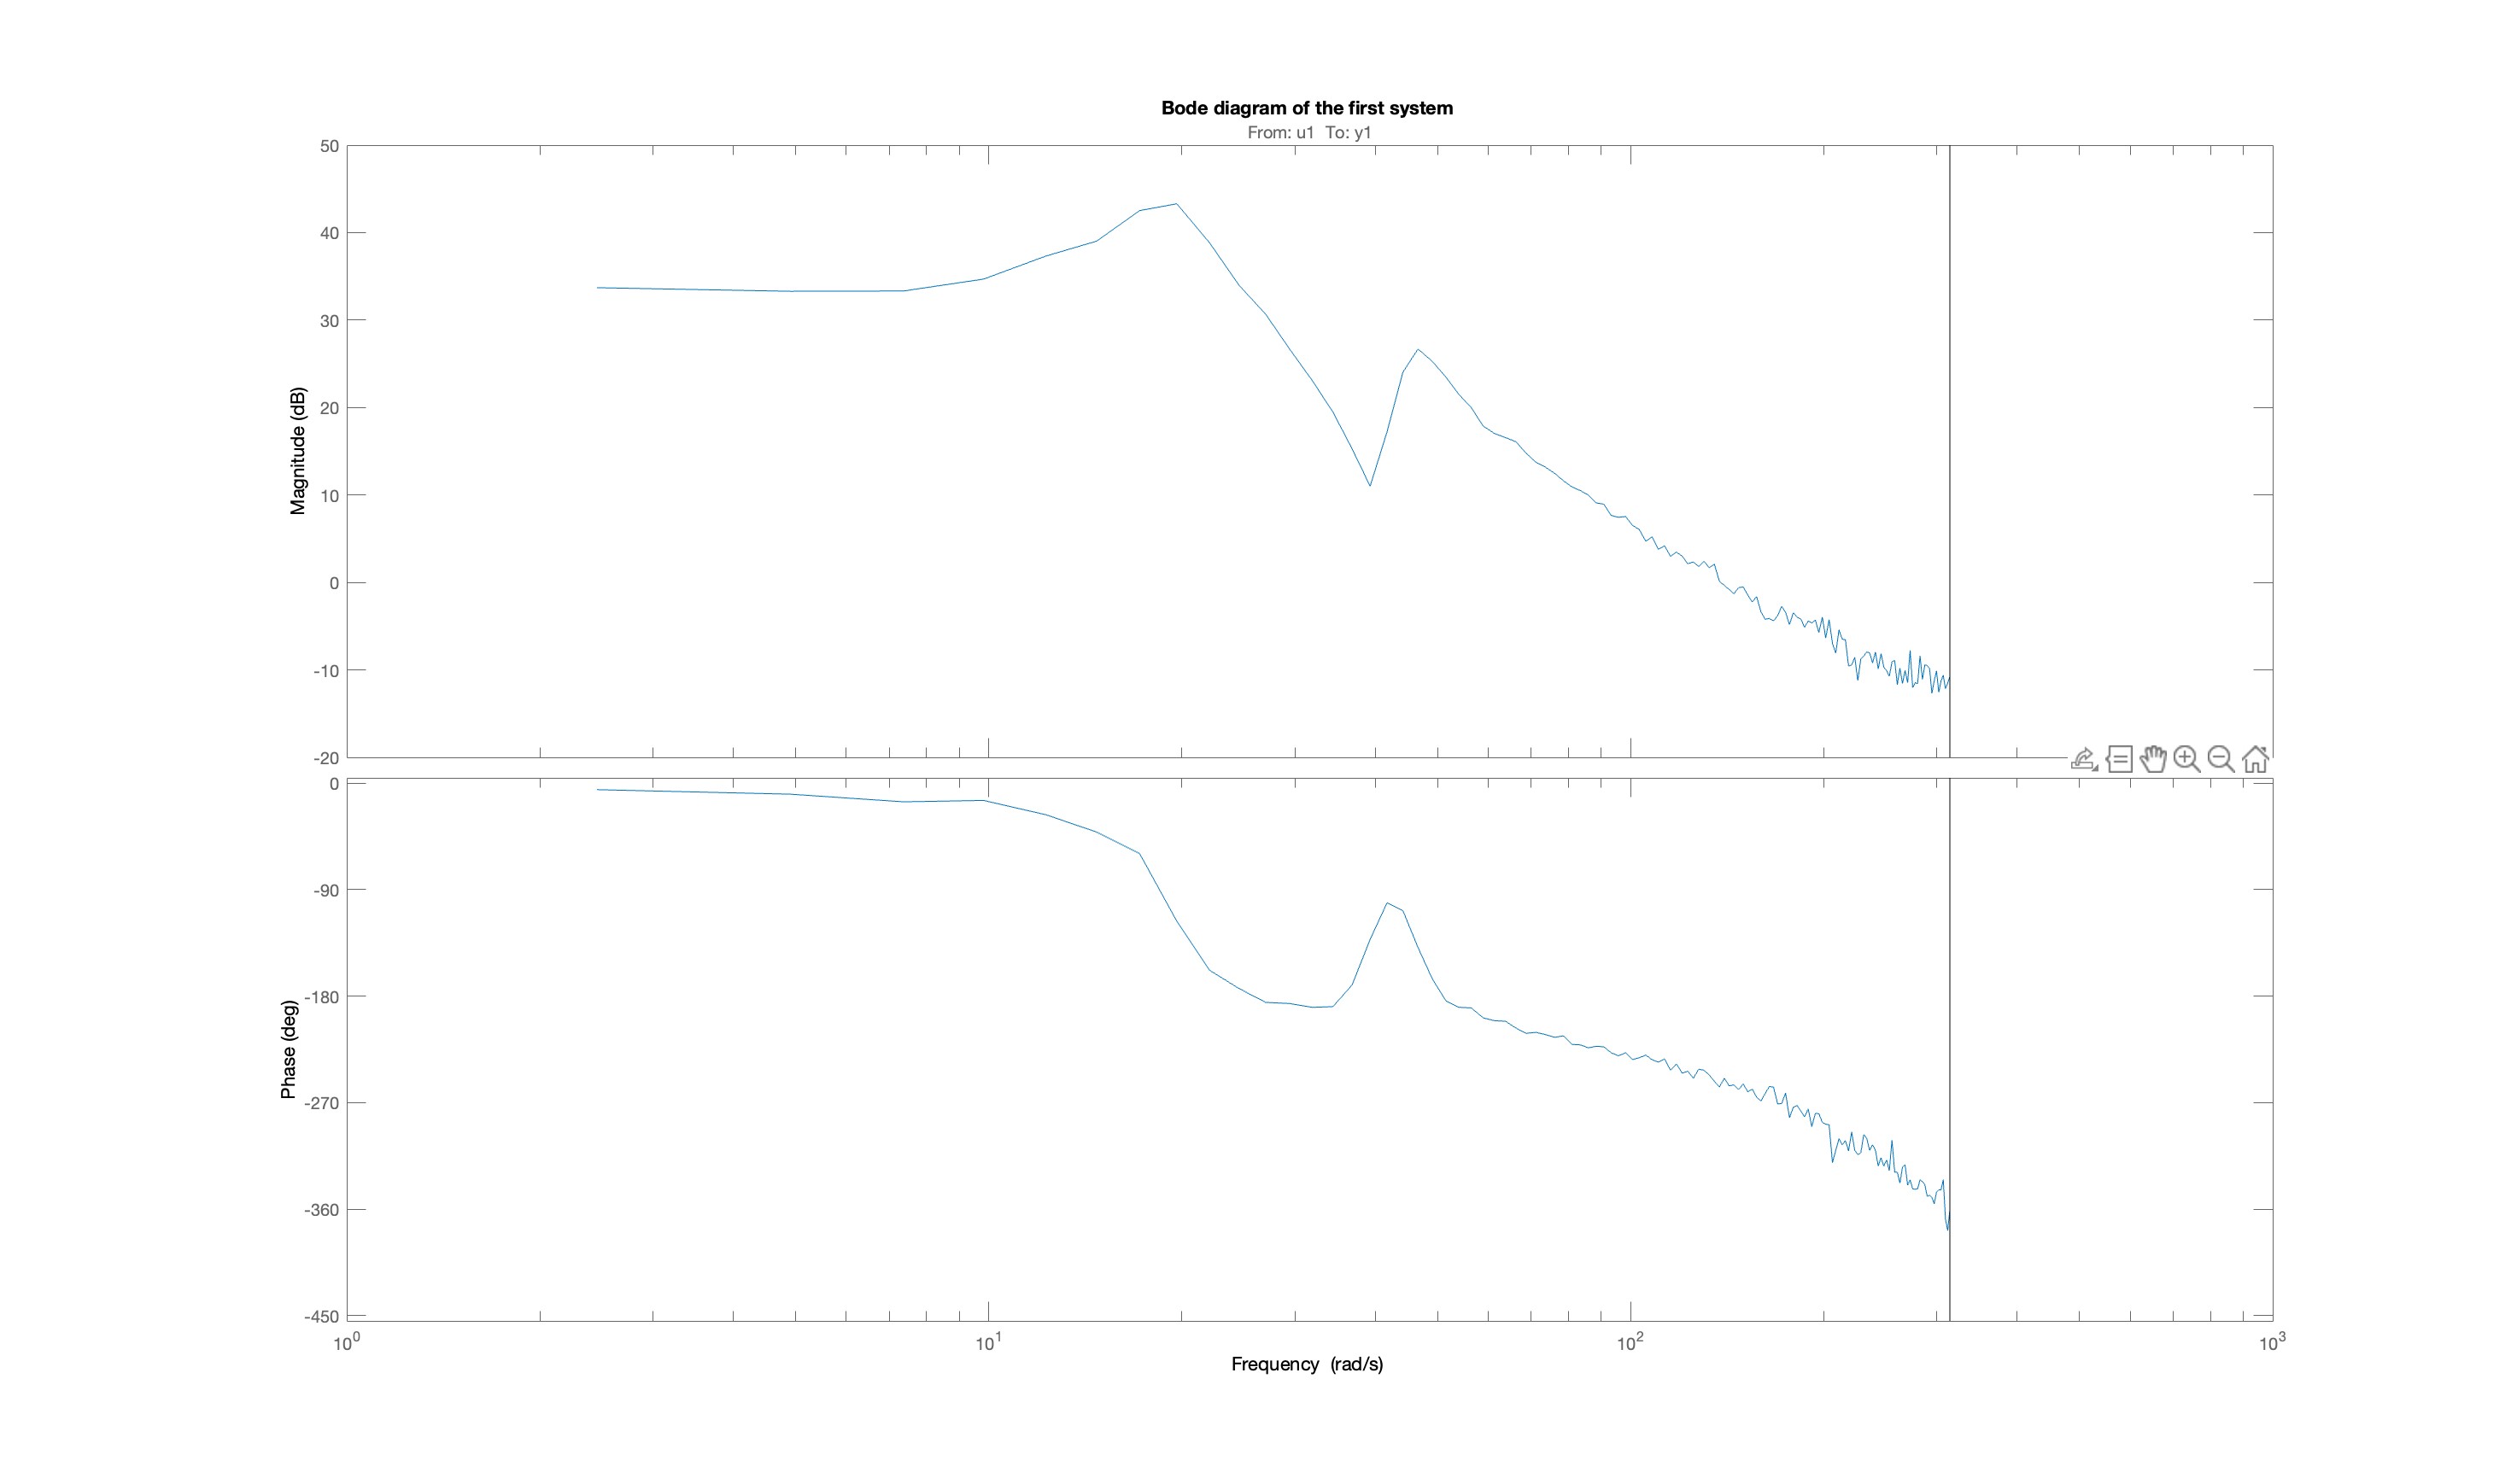 Bode diagram of the first system
From: u1  To: y1
50
40
30
20
10
0
-10
-20
Magnitude (dB)
0
-90
-180
-270
-360
-450
Phase (deg)
10^0 10^1 10^2 10^3
Frequency  (rad/s)